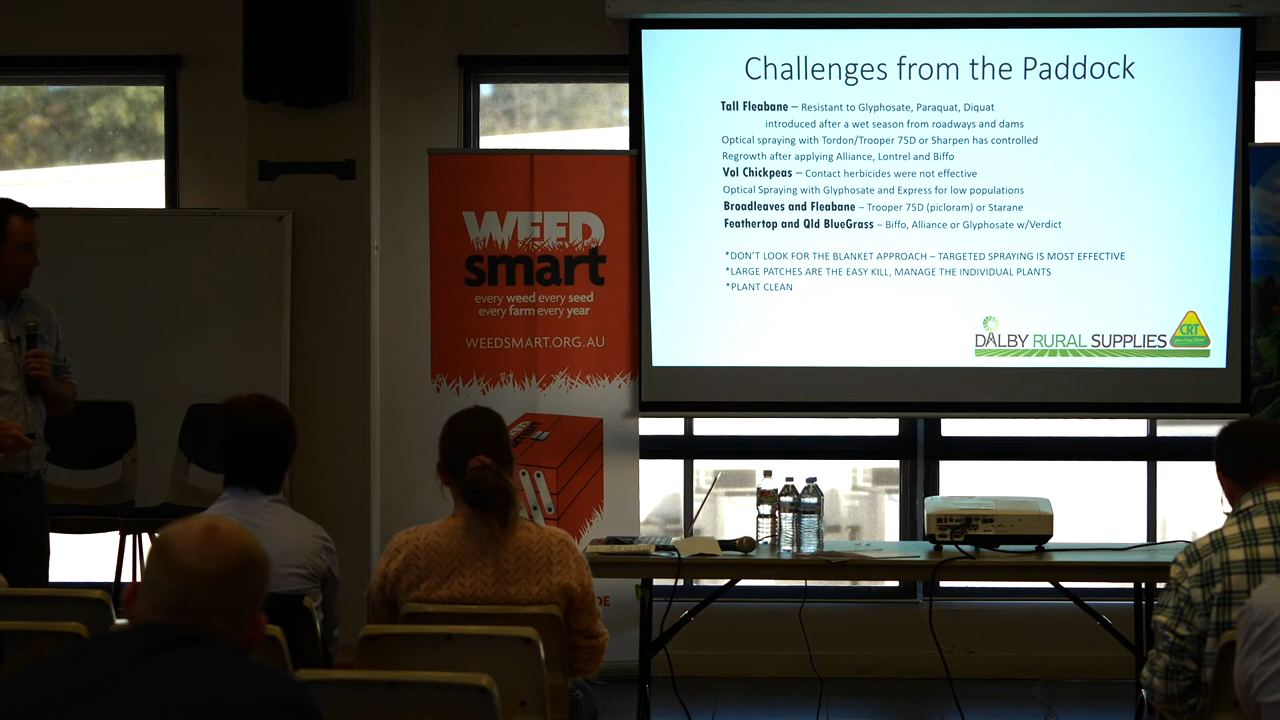 Challenges from the Paddock
Tall Fleabane – Resistant to Glyphosate, Paraquat, Diquat
introduced after a wet season from roadways and dams
Optical spraying with Tordon/Trooper 75D or Sharpen has controlled
Regrowth after applying Alliance, Lontrel and Biffo
Vol Chickpeas – Contact herbicides were not effective
Optical Spraying with Glyphosate and Express for low populations
Broadleaves and Fleabane – Trooper 75D (picloram) or Starane
Feathertop and Qld BlueGrass – Biffo, Alliance or Glyphosate w/Verdict
*DON'T LOOK FOR THE BLANKET APPROACH – TARGETED SPRAYING IS MOST EFFECTIVE
*LARGE PATCHES ARE THE EASY KILL, MANAGE THE INDIVIDUAL PLANTS
*PLANT CLEAN
DALBY RURAL SUPPLIES
CRT
WEED
smart
every weed every seed
every farm every year
WEEDSMART.ORG.AU